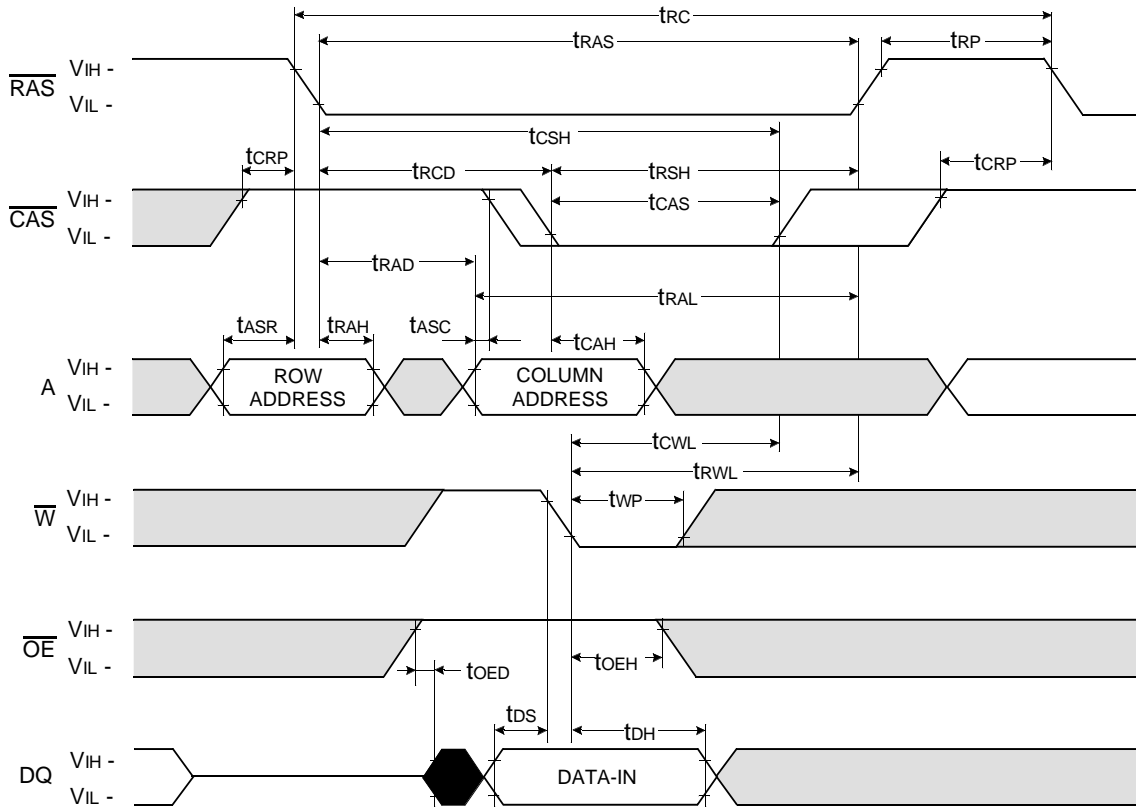 tRC
tRAS
tRP
RAS
VIH -
VIL -
tCSH
tCRP
tRCD
tRSH
tCRP
CAS
VIH -
VIL -
tCAS
tRAD
tRAL
tASR
tRAH
tASC
tCAH
A
VIH -
VIL -
ROW
ADDRESS
COLUMN
ADDRESS
tCWL
tRWL
W
VIH -
VIL -
tWP
OE
VIH -
VIL -
tOED
tOEH
tDS
tDH
DQ
VIH -
VIL -
DATA-IN